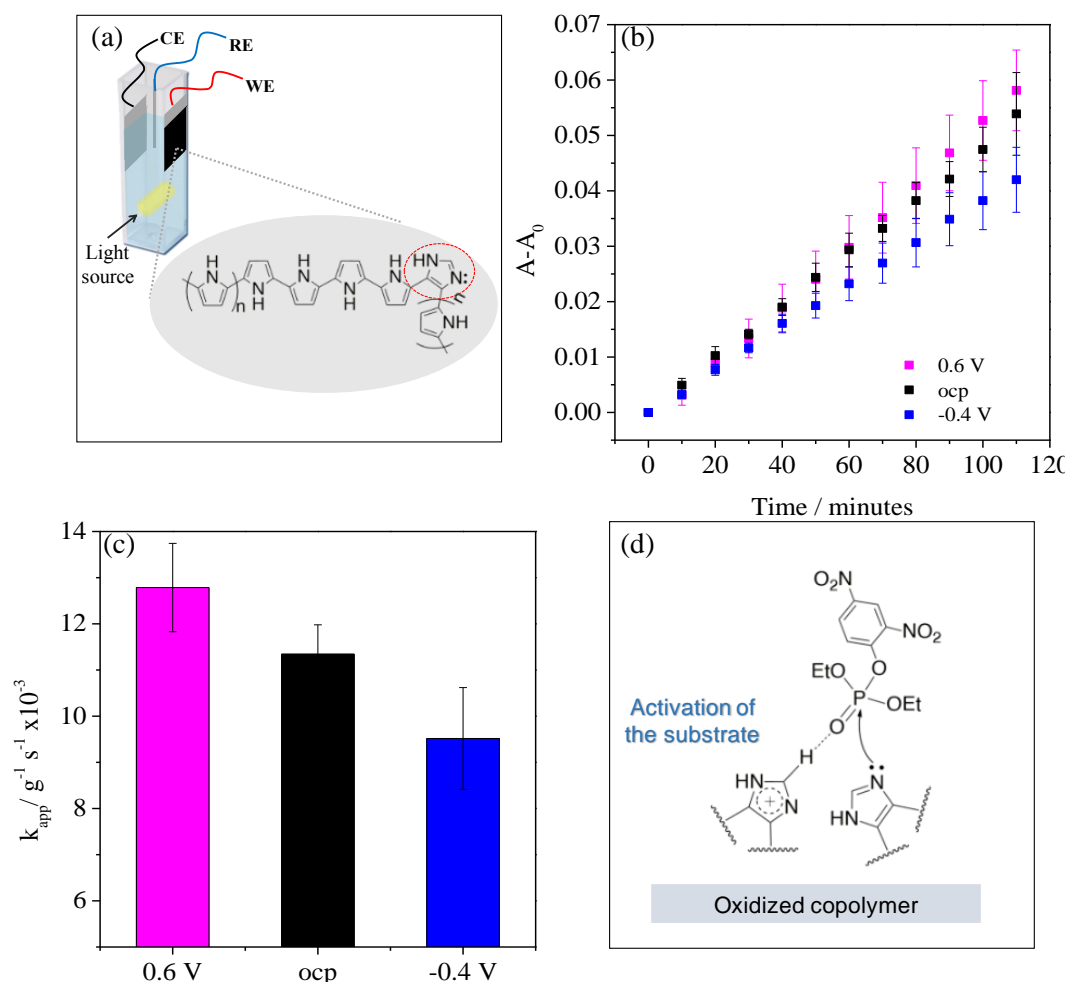 (a)
CE
RE
WE
Light
source
H
N
H
N
H
N
HN
N:
( N
H )n
N
H
N
H
( )n
NH
(b)
0.07
0.06
0.05
0.04
0.03
0.02
0.01
0.00
A-A₀
0.6 V
ocp
-0.4 V
0 20 40 60 80 100 120
Time / minutes
(c)
14
12
10
8
6
k_app/ g⁻¹ s⁻¹ x10⁻³
0.6 V ocp -0.4 V
(d)
O₂N
NO₂
O
EtO
P
OEt
O
Activation of
the substrate
H
HN
N
+
N
HN
Oxidized copolymer